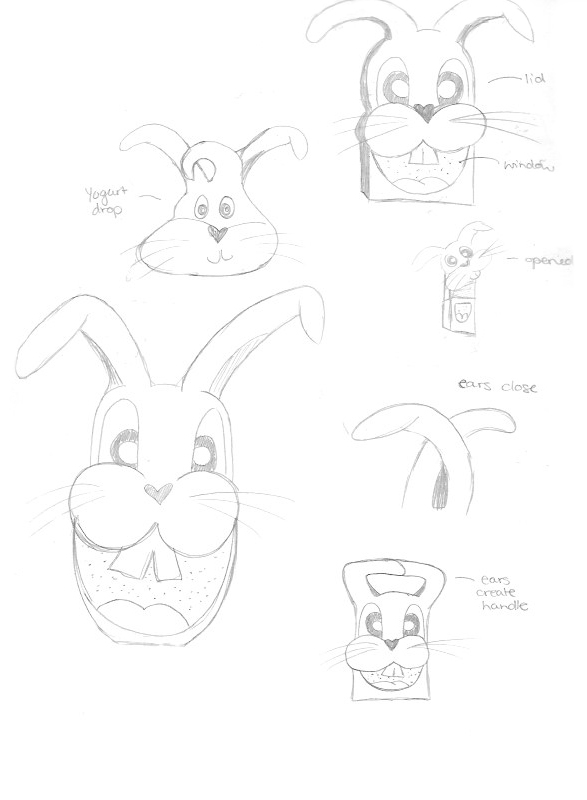 lid
window
Yogurt
drop
opened
ears close
ears
create
handle